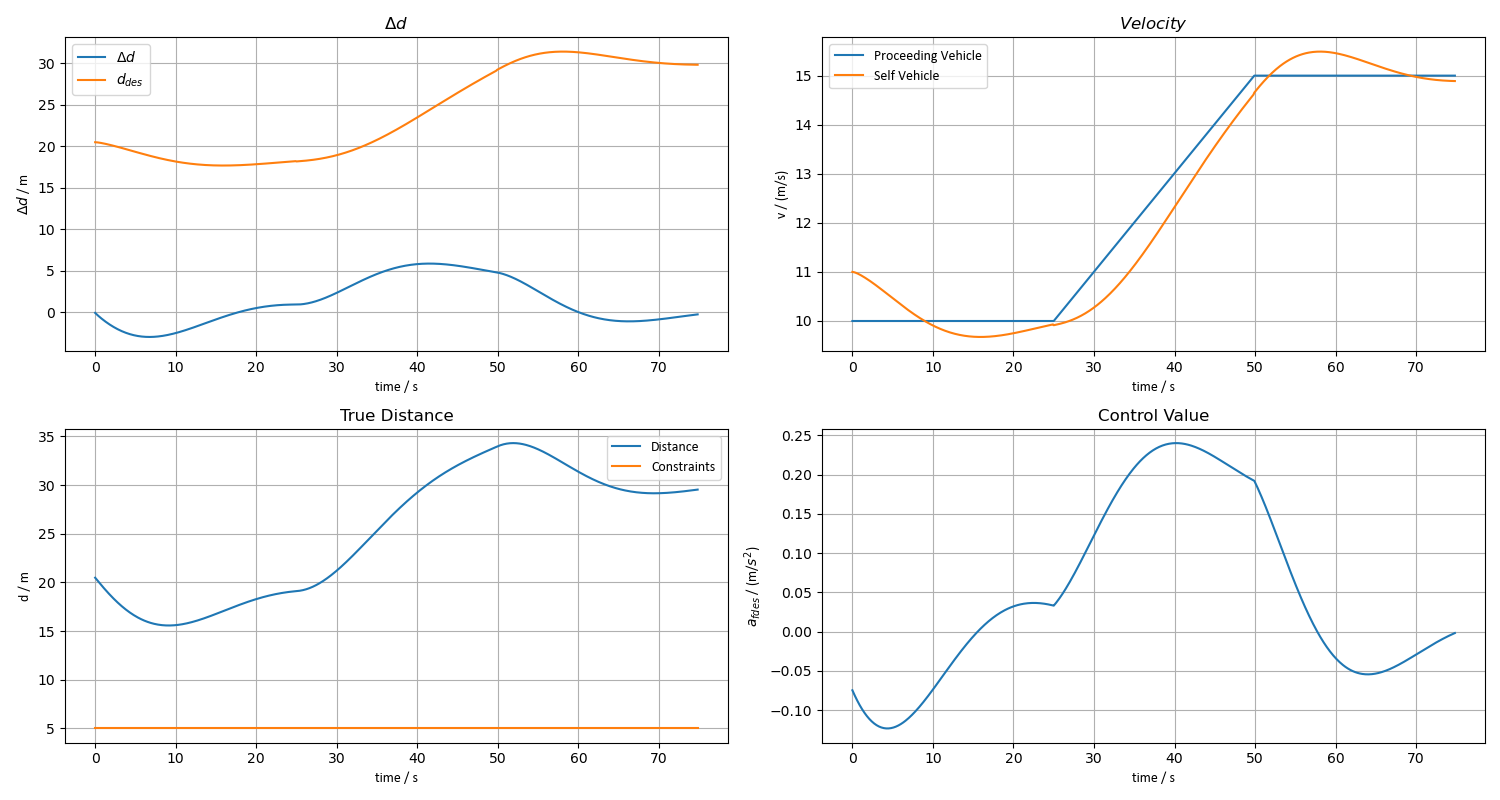 Δd
Δd
d_des
Δd / m
30
25
20
15
10
5
0
0 10 20 30 40 50 60 70
time / s
Velocity
Proceeding Vehicle
Self Vehicle
v / (m/s)
15
14
13
12
11
10
0 10 20 30 40 50 60 70
time / s
True Distance
Distance
Constraints
d / m
35
30
25
20
15
10
5
0 10 20 30 40 50 60 70
time / s
Control Value
a_fdes / (m/s²)
0.25
0.20
0.15
0.10
0.05
0.00
−0.05
−0.10
0 10 20 30 40 50 60 70
time / s